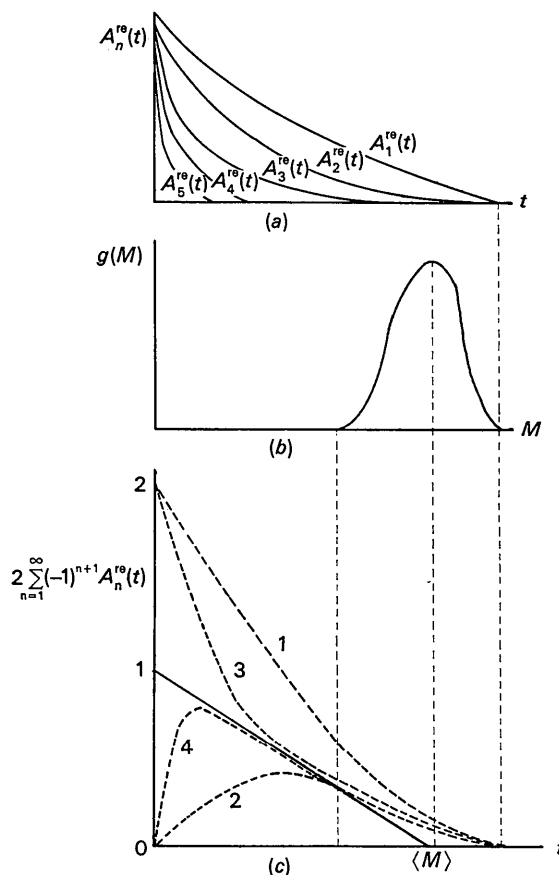 A_n^re(t)
A_1^re(t)
A_2^re(t)
A_3^re(t)
A_4^re(t)
A_5^re(t)
t
(a)
g(M)
M
(b)
2
2 ∑_{n=1}^{∞} (−1)^{n+1} A_n^re(t)
1
1
3
4
2
0
(c)
⟨M⟩
t